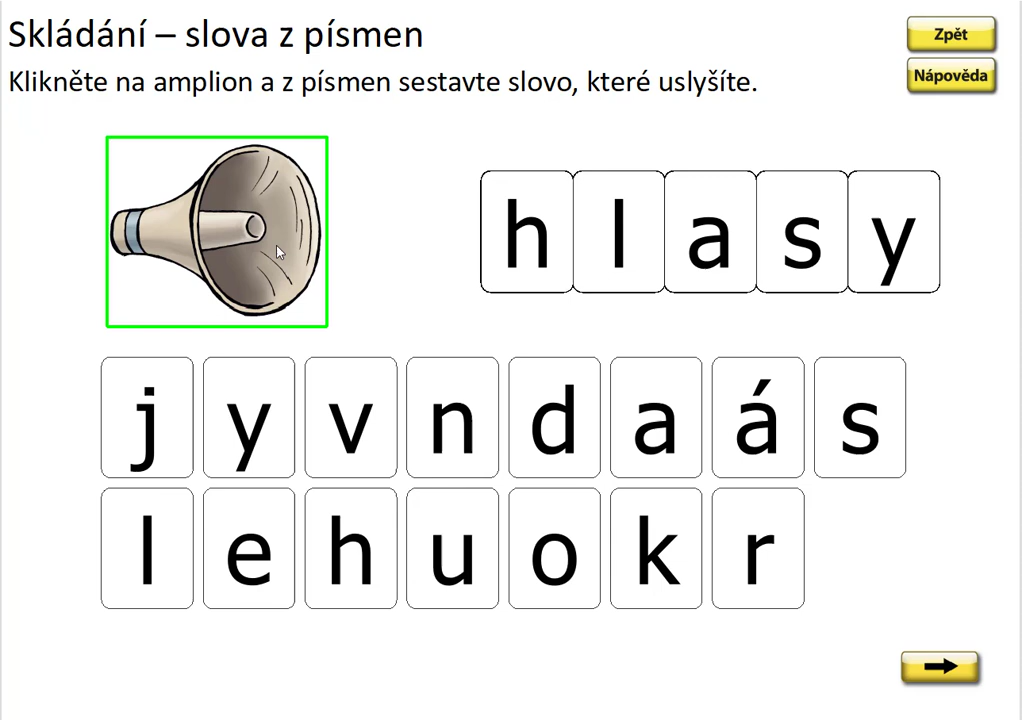 Skládání – slova z písmen
Zpět
Klikněte na amplion a z písmen sestavte slovo, které uslyšíte.
Nápověda
h l a s y
j y v n d a á s
l e h u o k r